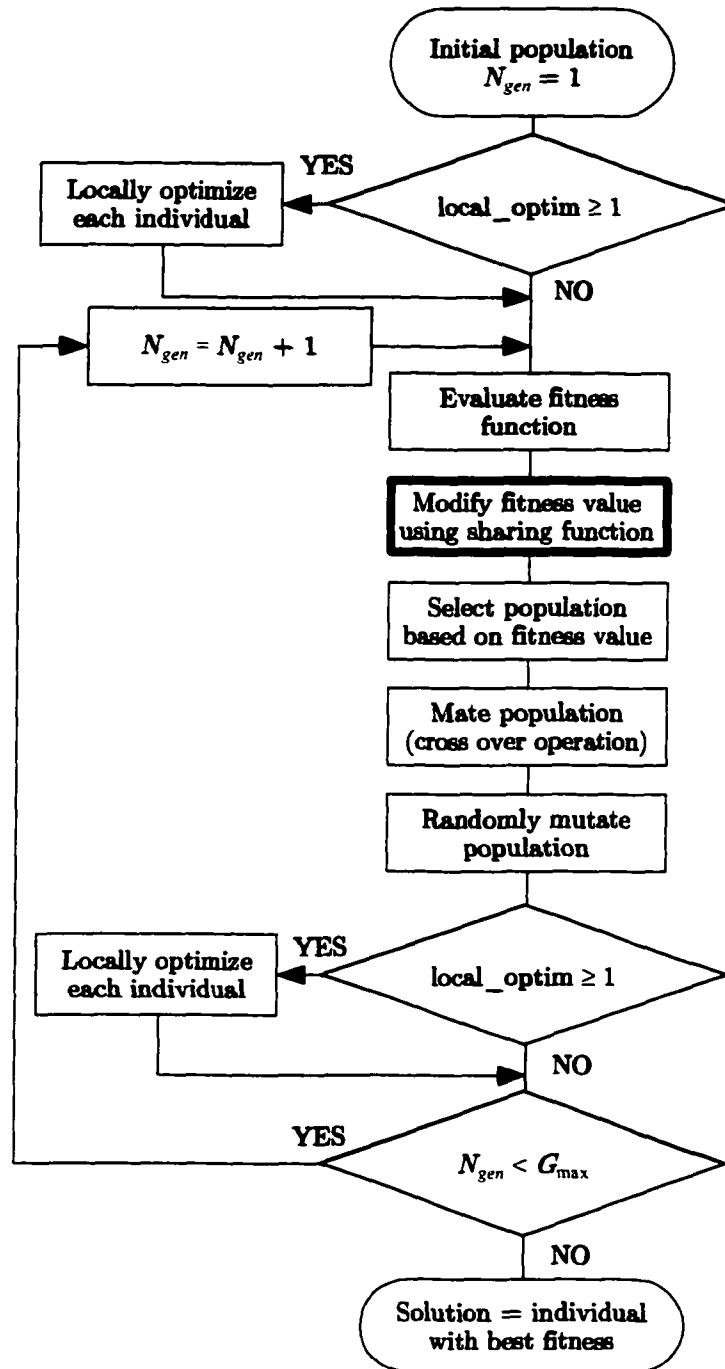 Initial population
N_gen = 1
YES
Locally optimize
each individual
local_optim ≥ 1
NO
N_gen = N_gen + 1
Evaluate fitness
function
Modify fitness value
using sharing function
Select population
based on fitness value
Mate population
(cross over operation)
Randomly mutate
population
YES
Locally optimize
each individual
local_optim ≥ 1
NO
YES
N_gen < G_max
NO
Solution = individual
with best fitness